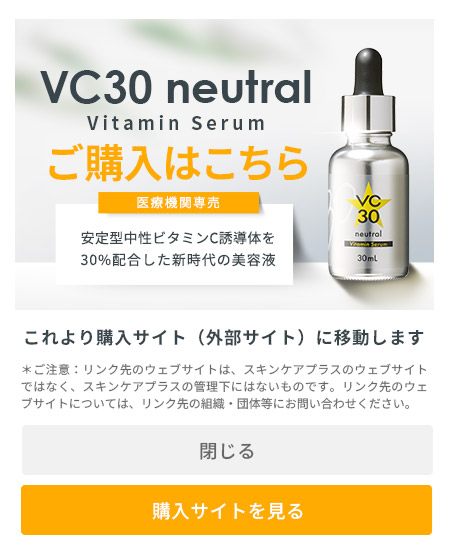 VC30 neutral
Vitamin Serum
ご購入はこちら
医療機関専売
安定型中性ビタミンC誘導体を
30%配合した新時代の美容液
VC
30
neutral
Vitamin Serum
30mL
これより購入サイト（外部サイト）に移動します
＊ご注意：リンク先のウェブサイトは、スキンケアプラスのウェブサイト
ではなく、スキンケアプラスの管理下にはないものです。リンク先のウェ
ブサイトについては、リンク先の組織・団体等にお問い合わせください。
閉じる
購入サイトを見る